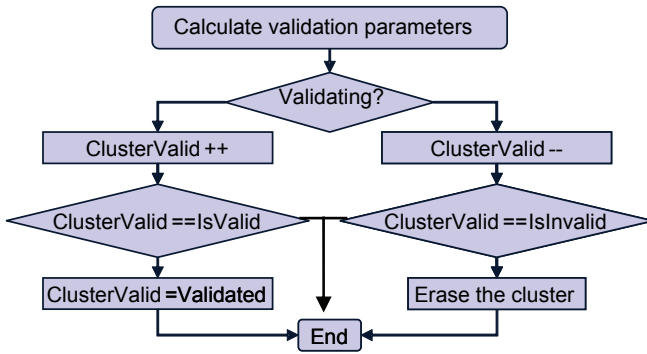 Calculate validation parameters
Validating?
ClusterValid ++
ClusterValid --
ClusterValid ==IsValid
ClusterValid ==IsInvalid
ClusterValid =Validated
Erase the cluster
End